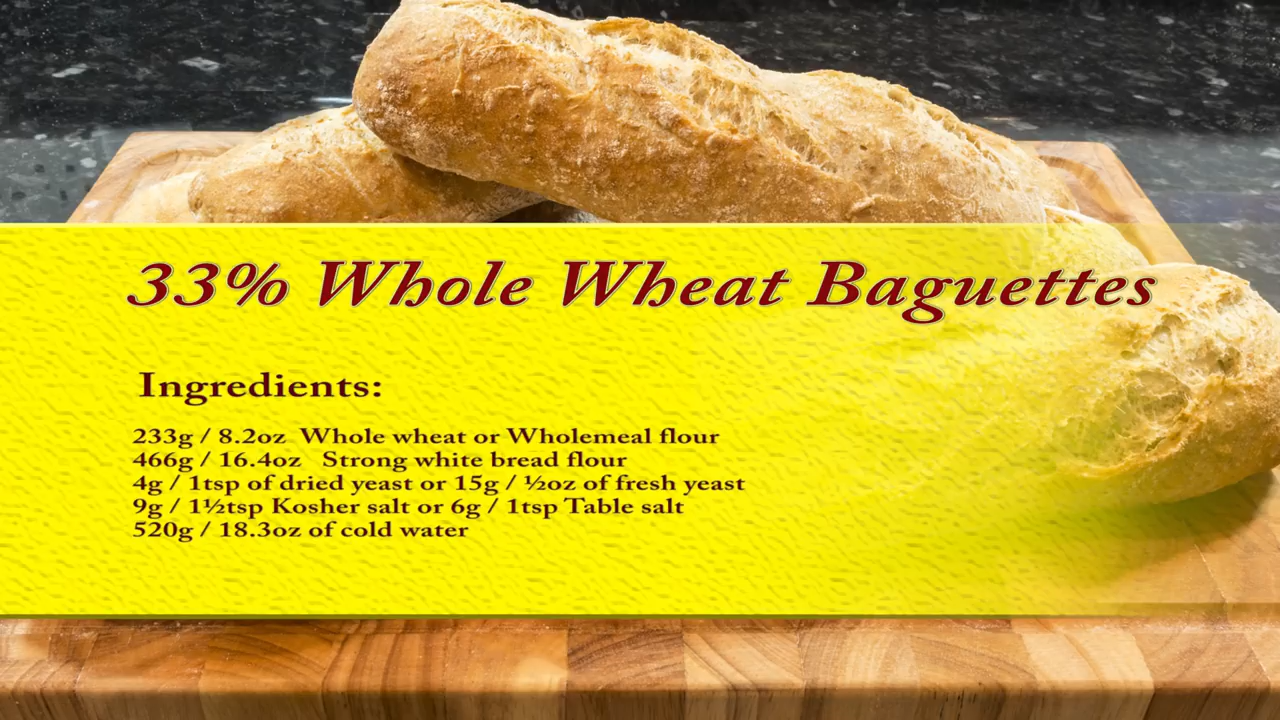 33% Whole Wheat Baguettes
Ingredients:
233g / 8.2oz Whole wheat or Wholemeal flour
466g / 16.4oz Strong white bread flour
4g / 1tsp of dried yeast or 15g / ½oz of fresh yeast
9g / 1½tsp Kosher salt or 6g / 1tsp Table salt
520g / 18.3oz of cold water